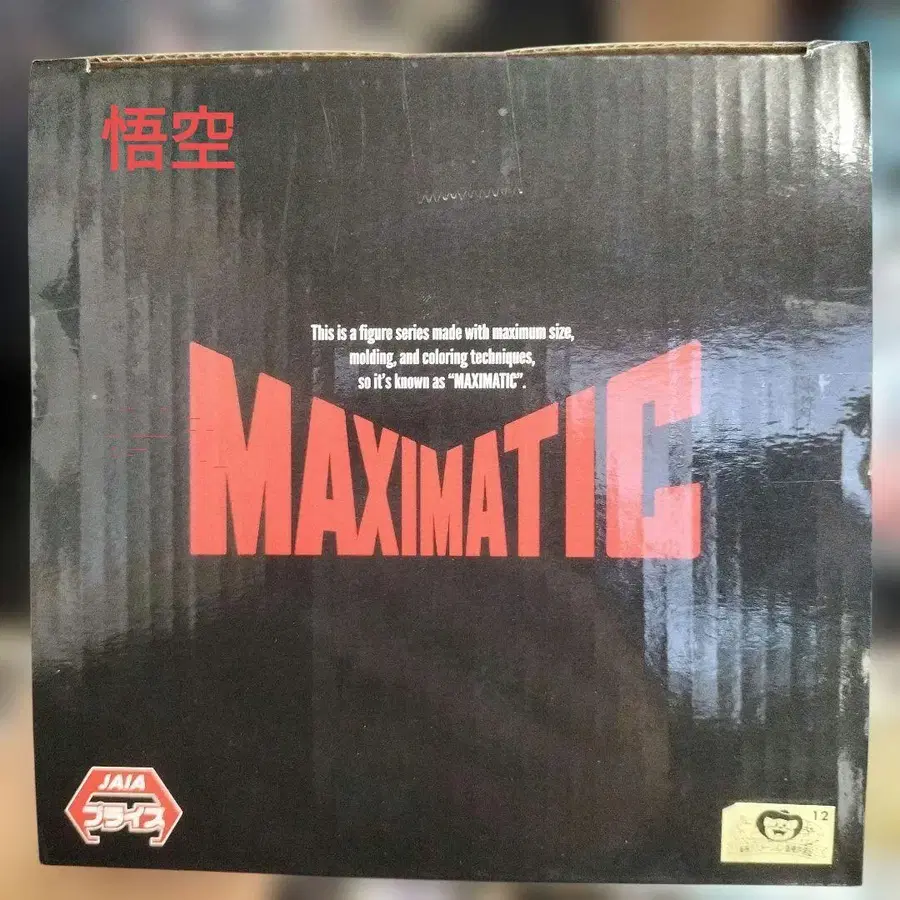 悟空
This is a figure series made with maximum size,
molding, and coloring techniques,
so it's known as “MAXIMATIC”.
MAXIMATIC
JAIA
プライズ
12